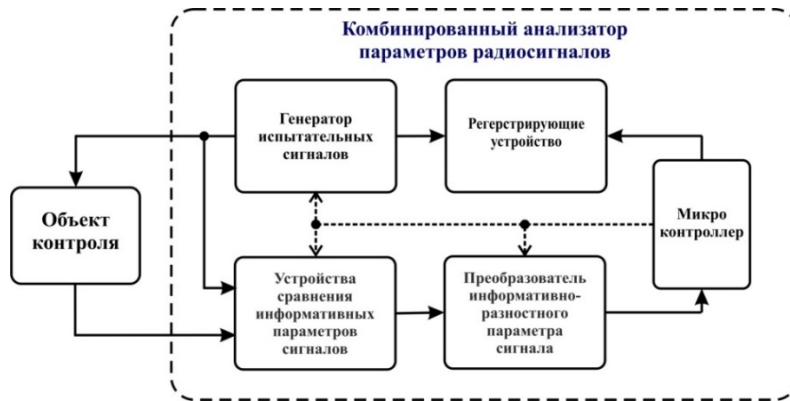 Комбинированный анализатор
параметров радиосигналов
Генератор
испытательных
сигналов
Регерстрирующие
устройство
Объект
контроля
Микро
контроллер
Устройства
сравнения
информативных
параметров
сигналов
Преобразователь
информативно-
разностного
параметра
сигнала